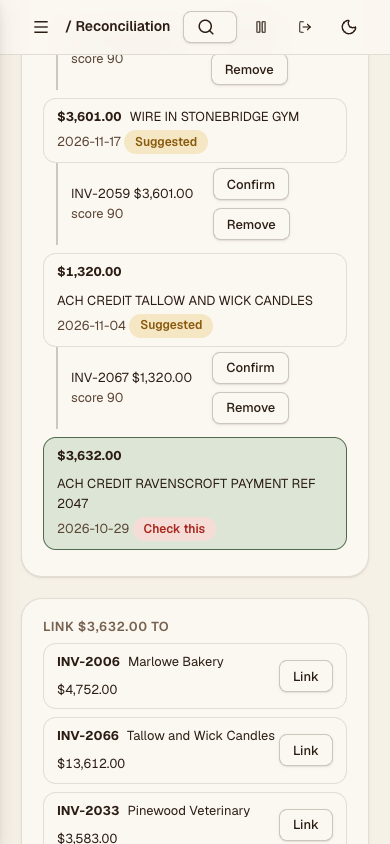 / Reconciliation
score 90
Remove
$3,601.00 WIRE IN STONEBRIDGE GYM
2026-11-17 Suggested
INV-2059 $3,601.00
score 90
Confirm
Remove
$1,320.00
ACH CREDIT TALLOW AND WICK CANDLES
2026-11-04 Suggested
INV-2067 $1,320.00
score 90
Confirm
Remove
$3,632.00
ACH CREDIT RAVENSCROFT PAYMENT REF
2047
2026-10-29 Check this
LINK $3,632.00 TO
INV-2006 Marlowe Bakery
$4,752.00
Link
INV-2066 Tallow and Wick Candles
$13,612.00
Link
INV-2033 Pinewood Veterinary
$3,583.00
Link